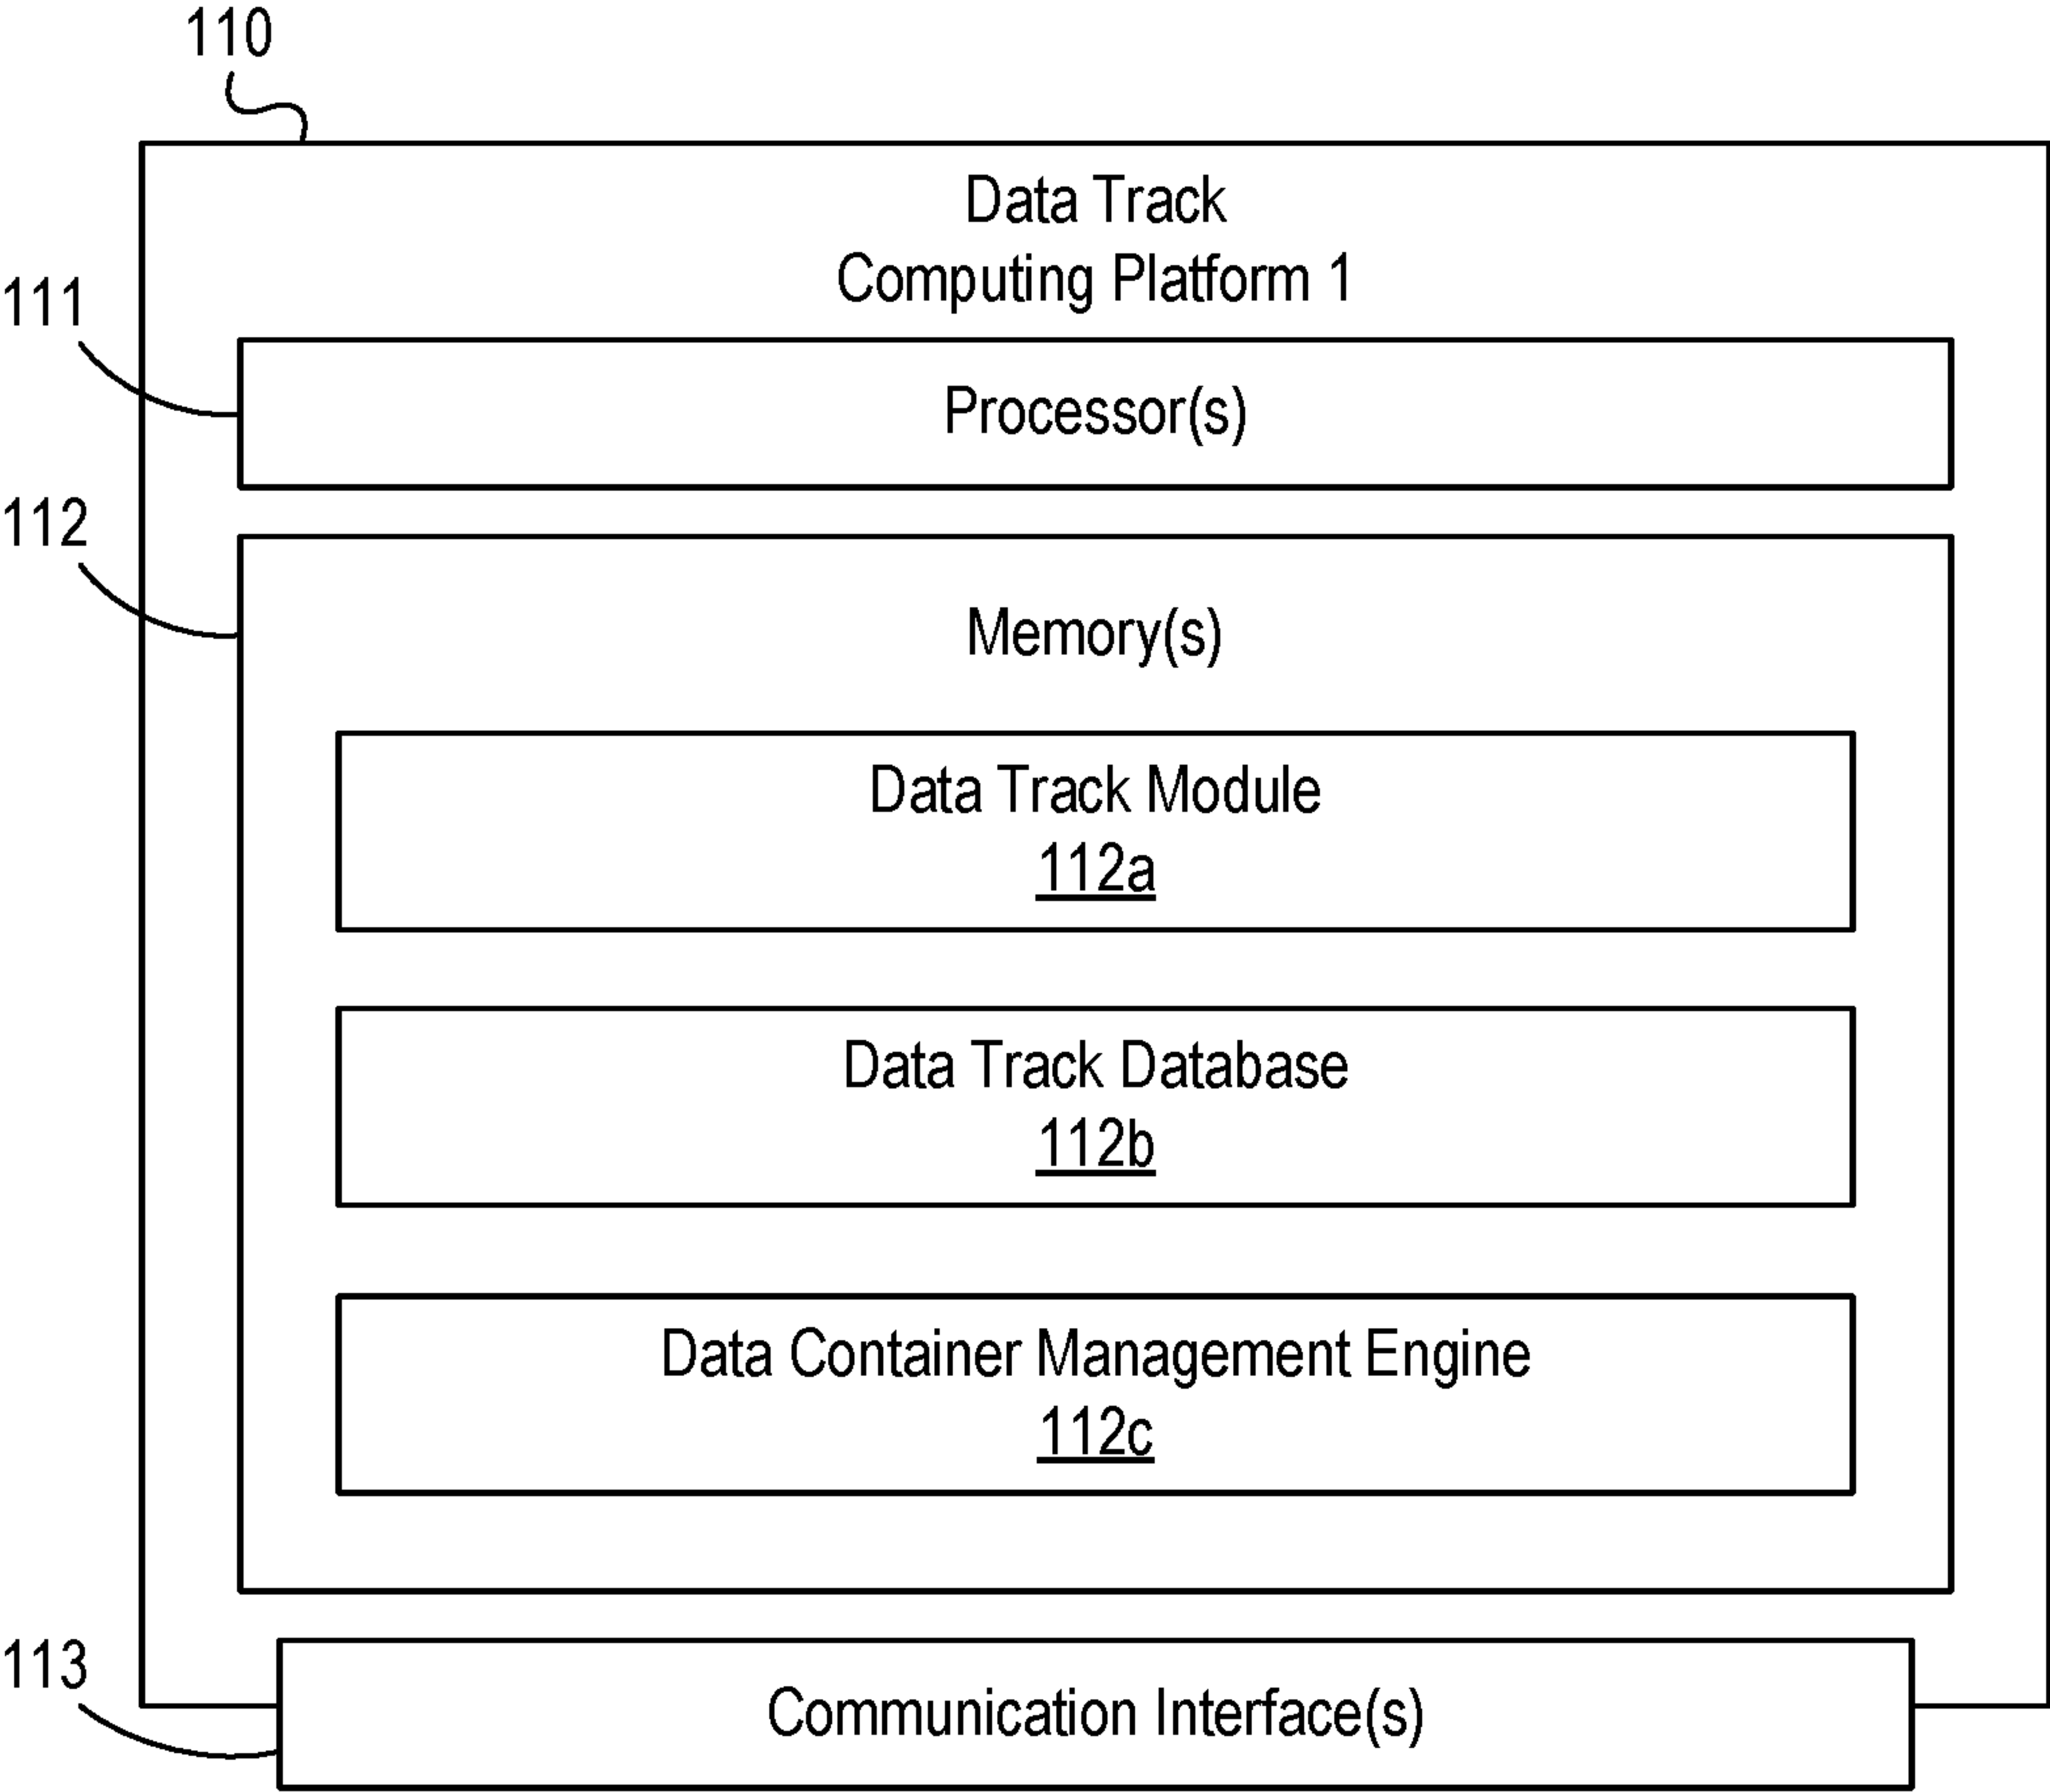 110
Data Track
Computing Platform 1
111
Processor(s)
112
Memory(s)
Data Track Module
112a
Data Track Database
112b
Data Container Management Engine
112c
113
Communication Interface(s)